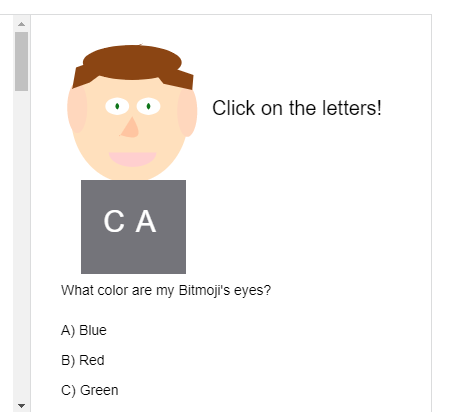 Click on the letters!
C A
What color are my Bitmoji's eyes?
A) Blue
B) Red
C) Green